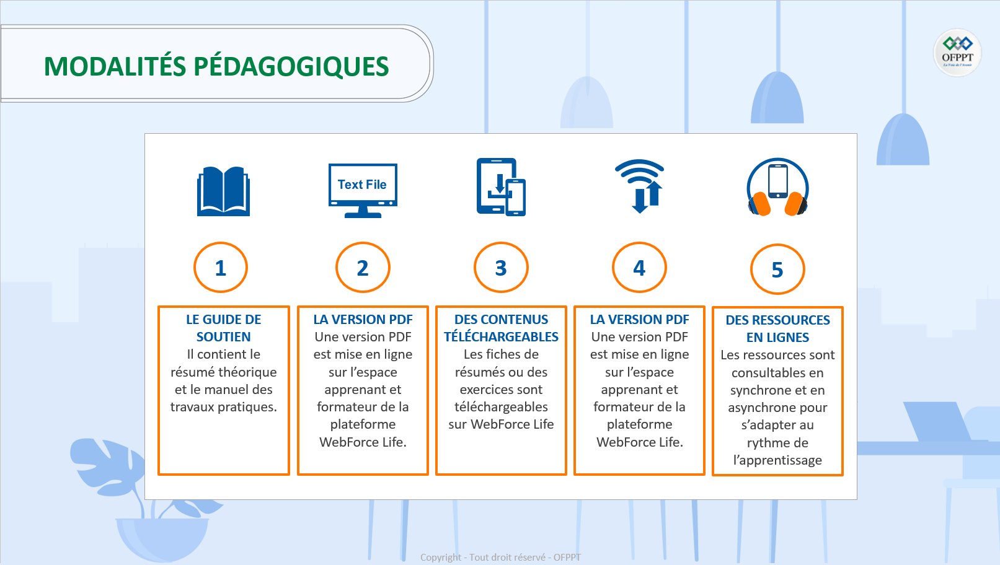 MODALITÉS PÉDAGOGIQUES
OFPPT
La Voie de l'Avenir
Text File
1
2
3
4
5
LE GUIDE DE
SOUTIEN
Il contient le
résumé théorique
et le manuel des
travaux pratiques.
LA VERSION PDF
Une version PDF
est mise en ligne
sur l’espace
apprenant et
formateur de la
plateforme
WebForce Life.
DES CONTENUS
TÉLÉCHARGEABLES
Les fiches de
résumés ou des
exercices sont
téléchargeables
sur WebForce Life
LA VERSION PDF
Une version PDF
est mise en ligne
sur l’espace
apprenant et
formateur de la
plateforme
WebForce Life.
DES RESSOURCES
EN LIGNES
Les ressources sont
consultables en
synchrone et en
asynchrone pour
s’adapter au
rythme de
l’apprentissage
Copyright - Tout droit réservé - OFPPT